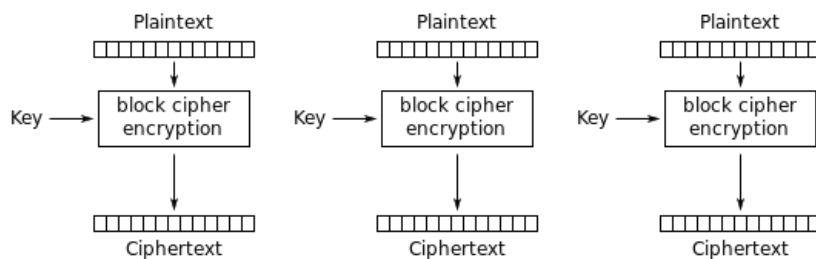 Plaintext Plaintext Plaintext
block cipher block cipher block cipher
Key Key Key
encryption encryption encryption
Ciphertext Ciphertext Ciphertext